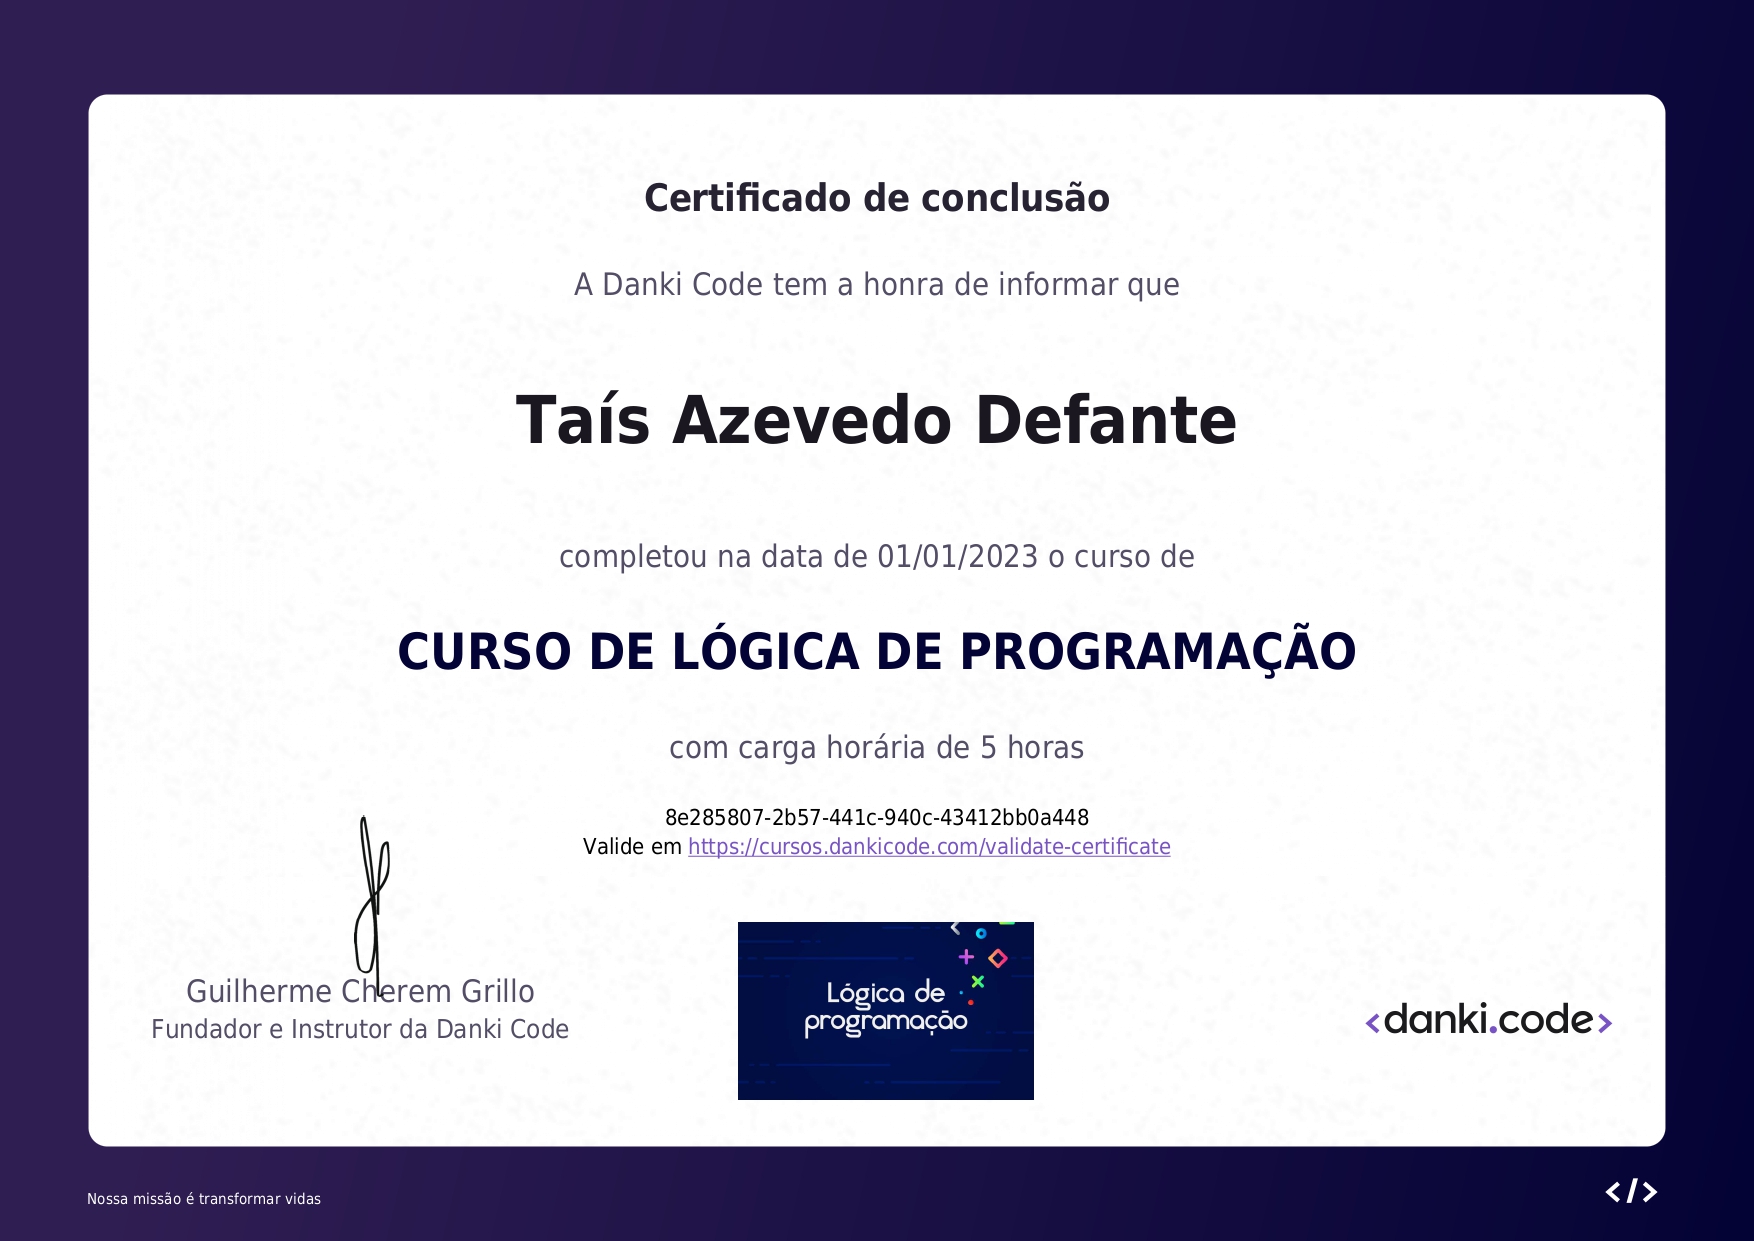 Certificado de conclusão
A Danki Code tem a honra de informar que
Taís Azevedo Defante
completou na data de 01/01/2023 o curso de
CURSO DE LÓGICA DE PROGRAMAÇÃO
com carga horária de 5 horas
8e285807-2b57-441c-940c-43412bb0a448
Valide em https://cursos.dankicode.com/validate-certificate
Guilherme Cherem Grillo
Fundador e Instrutor da Danki Code
Lógica de
programação
<danki.code>
Nossa missão é transformar vidas
</>